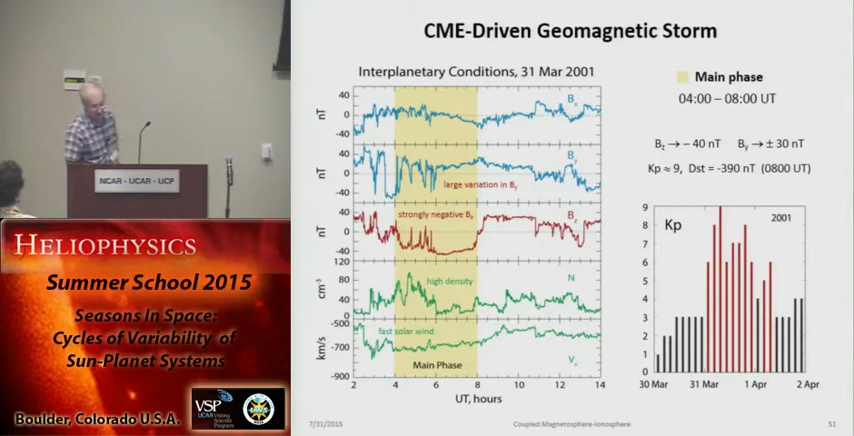 CME-Driven Geomagnetic Storm
Interplanetary Conditions, 31 Mar 2001
nT
40
0
-40
Bx
nT
40
0
-40
By
large variation in By
nT
40
0
-40
strongly negative Bz
Bz
cm-3
120
80
40
0
high density
N
km/s
-500
-700
-900
fast solar wind
Vx
Main Phase
2 4 6 8 10 12 14
UT, hours
Main phase
04:00 – 08:00 UT
Bz → – 40 nT By → ± 30 nT
Kp ≈ 9, Dst = -390 nT (0800 UT)
Kp
2001
9
8
7
6
5
4
3
2
1
0
30 Mar 31 Mar 1 Apr 2 Apr
7/31/2015 Coupled Magnetosphere-Ionosphere 51
NCAR - UCAR - UCP
HELIOPHYSICS
Summer School 2015
Seasons In Space:
Cycles of Variability of
Sun-Planet Systems
Boulder, Colorado U.S.A.
VSP
UCAR Visiting
Scientist
Programs